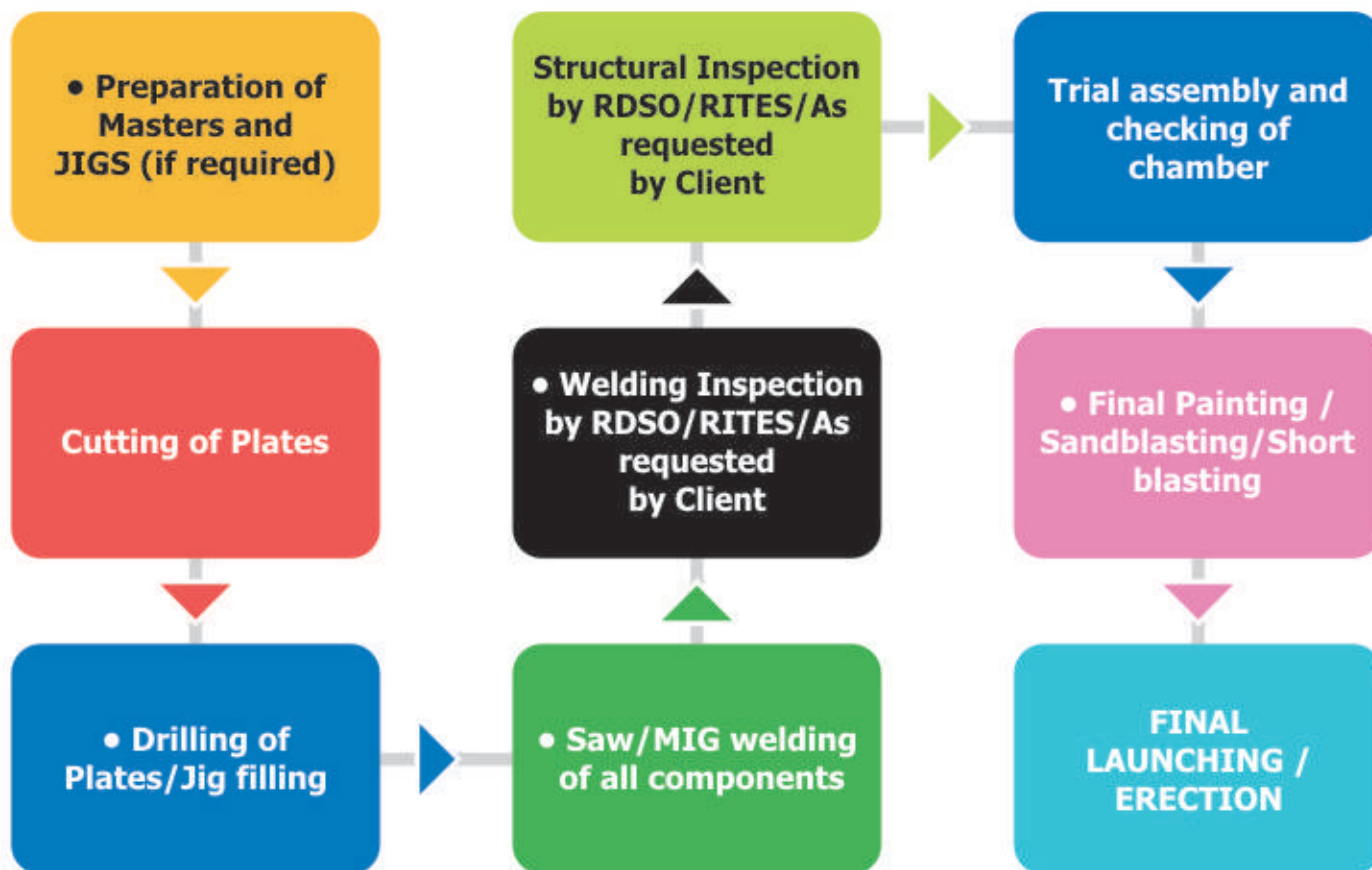 • Preparation of
Masters and
JIGS (if required)
Cutting of Plates
• Drilling of
Plates/Jig filling
• Saw/MIG welding
of all components
• Welding Inspection
by RDSO/RITES/As
requested
by Client
Structural Inspection
by RDSO/RITES/As
requested
by Client
Trial assembly and
checking of
chamber
• Final Painting /
Sandblasting/Short
blasting
FINAL
LAUNCHING /
ERECTION